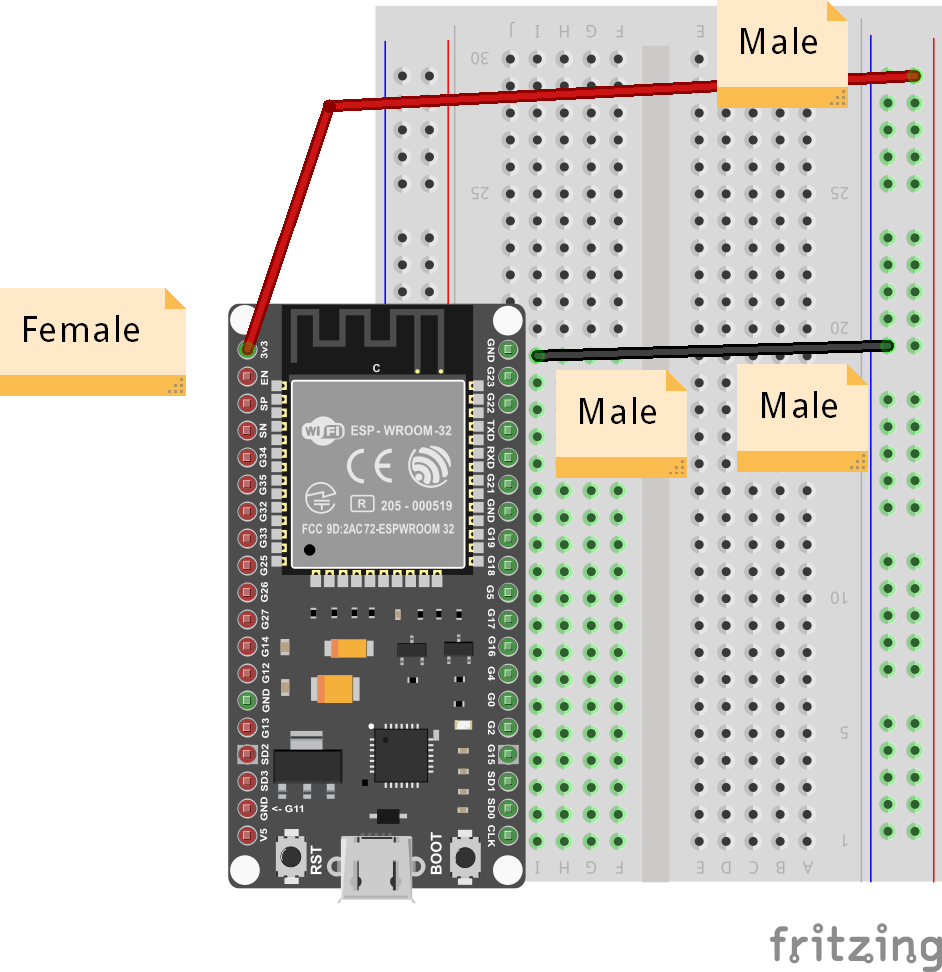 Male
J I H G F E
30
25
Female
20
3v3
EN
SP
SN
G34
G35
G32
G33
G25
G26
G27
G14
G12
GND
G13
SD2
SD3
GND <- G11
V5
C
WiFi ESP - WROOM -32
CE
R 205 - 000519
FCC 9D:2AC72-ESPWROOM 32
GND
G23
G22
TXD
RXD
G21
GND
G19
G18
G5
G17
G16
G4
G0
G2
G15
SD1
SD0
CLK
Male
Male
10
5
1
RST
BOOT
I H G F E D C B A
fritzing